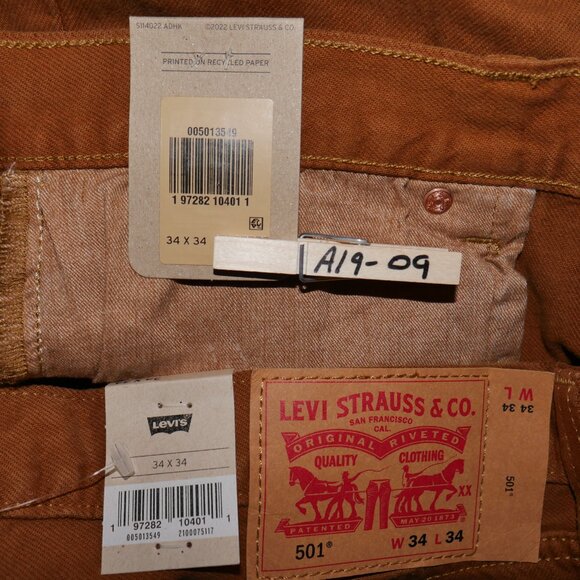 5114022 ADHK ©2022 LEVI STRAUSS & CO.
PRINTED ON RECYCLED PAPER
005013549
1 97282 10401 1
34 X 34
A19-09
LEVI'S
34 X 34
1 97282 10401 1
005013549 2100075117
LEVI STRAUSS & CO.
SAN FRANCISCO
CAL.
ORIGINAL RIVETED
QUALITY CLOTHING
XX
PATENTED MAY 20 1873
501® W 34 L 34
W L
34 34
501